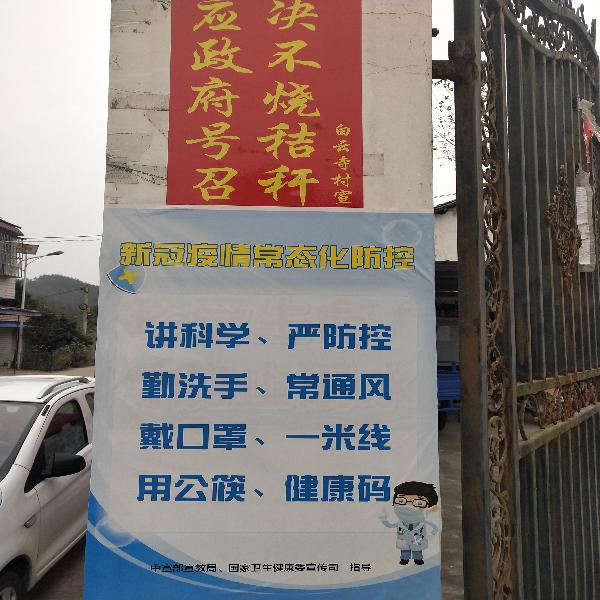 决不烧秸秆
应政府号召
白云寺村宣
新冠疫情常态化防控
讲科学、严防控
勤洗手、常通风
戴口罩、一米线
用公筷、健康码
中宣部宣教局、国家卫生健康委宣传司 指导